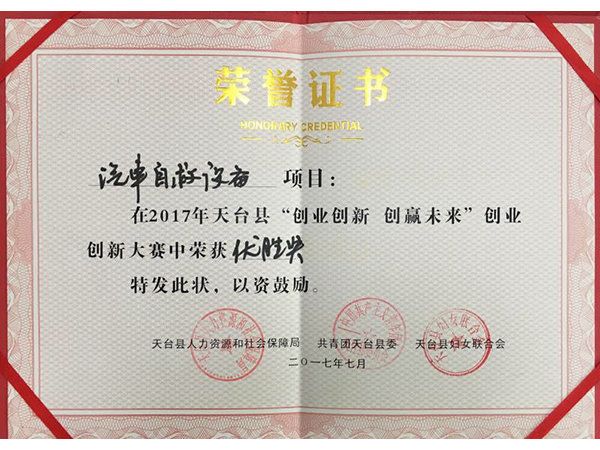 荣誉证书
HONORARY CREDENTIAL
汽车自救设备 项目：
在2017年天台县“创业创新 创赢未来”创业
创新大赛中荣获 优胜奖
特发此状，以资鼓励。
天台县人力资源和社会保障局 共青团天台县委 天台县妇女联合会
二〇一七年七月